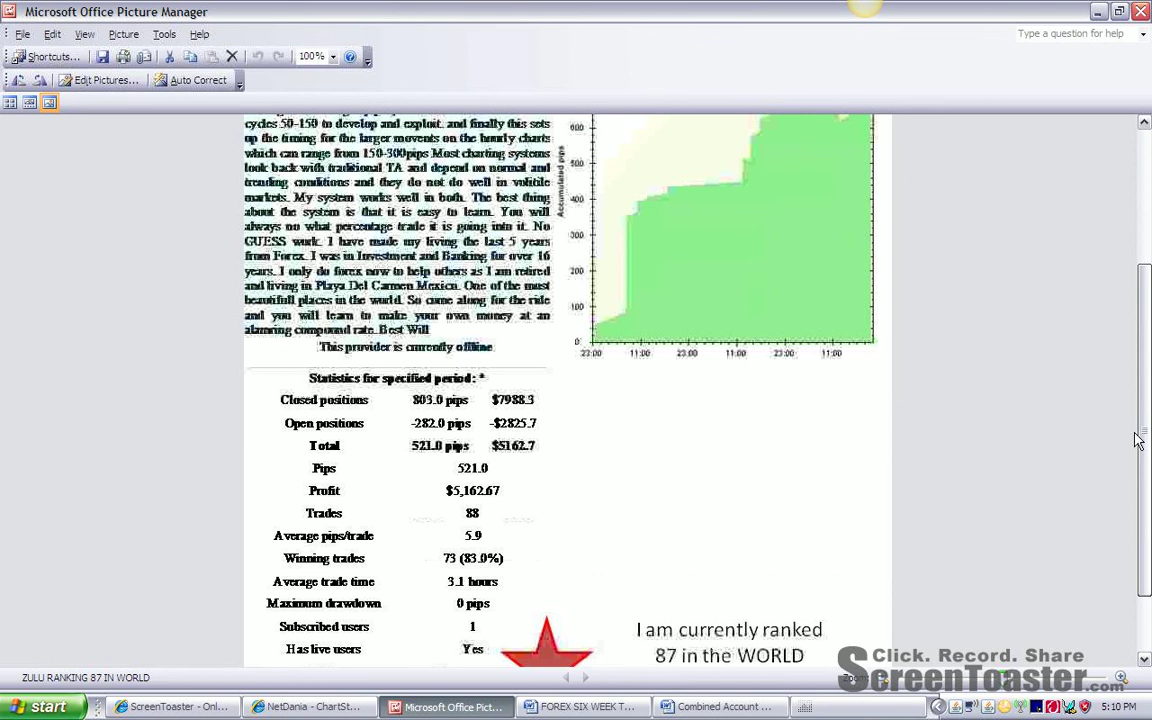 Microsoft Office Picture Manager
File Edit View Picture Tools Help
Type a question for help
Shortcuts... 100%
Edit Pictures... Auto Correct
cycles 50-150 to develop and exploit. and finally this sets
up the timing for the larger movents on the hourly charts
which can range from 150-300pips Most charting systems
look back with traditional TA and depend on normal and
trending conditions and they do not do well in volitile
markets. My system works well in both. The best thing
about the system is that it is easy to learn. You will
always no what percentage trade it is going into it. No
GUESS work. I have made my living the last 5 years
from Forex. I was in Investment and Banking for over 16
years. I only do forex now to help others as I am retired
and living in Playa Del Carmen Mexico. One of the most
beautifull places in the world. So come along for the ride
and you will learn to make your own money at an
alamring compound rate. Best Will
This provider is currently offline
Accumulated pips
600
500
400
300
200
100
0
23:00 11:00 23:00 11:00 23:00 11:00
Statistics for specified period: *
Closed positions 803.0 pips $7988.3
Open positions -282.0 pips -$2825.7
Total 521.0 pips $5162.7
Pips 521.0
Profit $5,162.67
Trades 88
Average pips/trade 5.9
Winning trades 73 (83.0%)
Average trade time 3.1 hours
Maximum drawdown 0 pips
Subscribed users 1
Has live users Yes
I am currently ranked
87 in the WORLD
Click. Record. Share
ScreenToaster.com
ZULU RANKING 87 IN WORLD
Zoom:
start
ScreenToaster - Onl...
NetDania - ChartSt...
Microsoft Office Pict...
FOREX SIX WEEK T...
Combined Account ...
5:10 PM